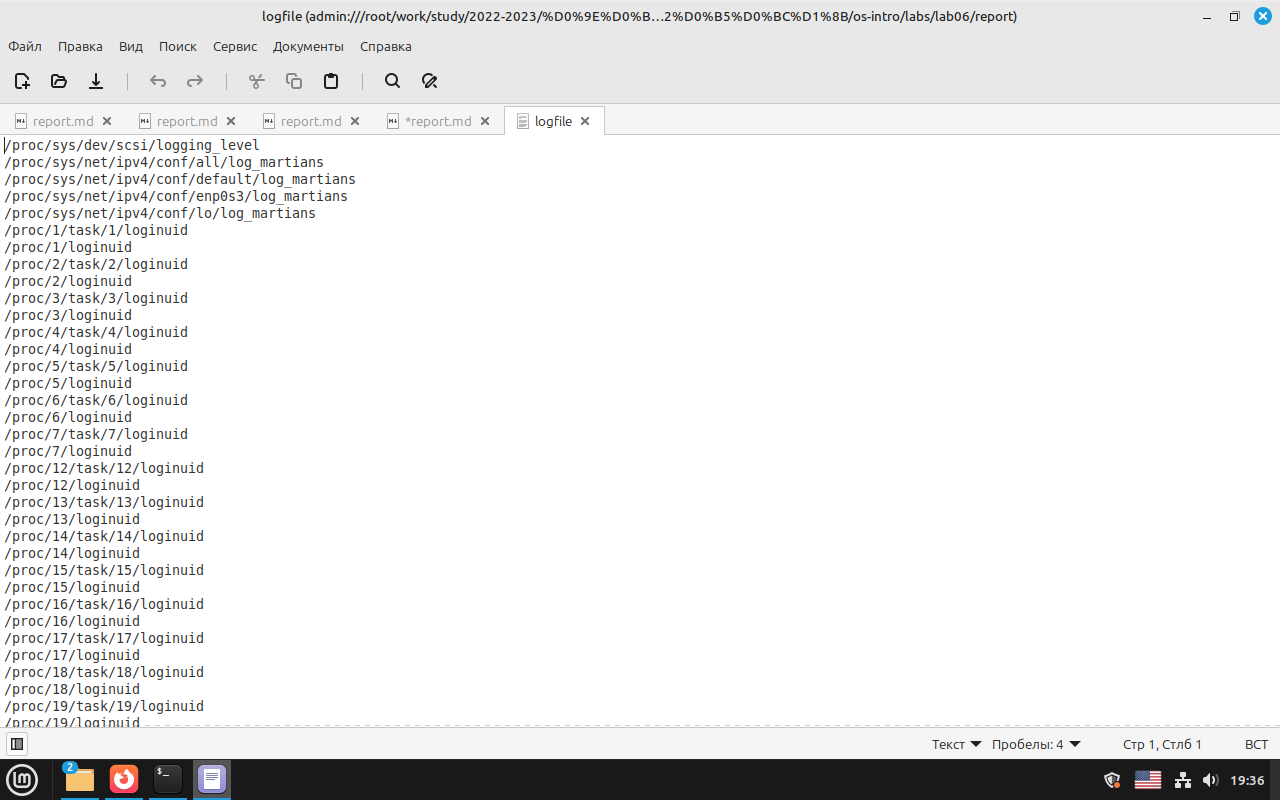 logfile (admin:///root/work/study/2022-2023/%D0%9E%D0%B…2%D0%B5%D0%BC%D1%8B/os-intro/labs/lab06/report)
Файл Правка Вид Поиск Сервис Документы Справка
report.md report.md report.md *report.md logfile
/proc/sys/dev/scsi/logging_level
/proc/sys/net/ipv4/conf/all/log_martians
/proc/sys/net/ipv4/conf/default/log_martians
/proc/sys/net/ipv4/conf/enp0s3/log_martians
/proc/sys/net/ipv4/conf/lo/log_martians
/proc/1/task/1/loginuid
/proc/1/loginuid
/proc/2/task/2/loginuid
/proc/2/loginuid
/proc/3/task/3/loginuid
/proc/3/loginuid
/proc/4/task/4/loginuid
/proc/4/loginuid
/proc/5/task/5/loginuid
/proc/5/loginuid
/proc/6/task/6/loginuid
/proc/6/loginuid
/proc/7/task/7/loginuid
/proc/7/loginuid
/proc/12/task/12/loginuid
/proc/12/loginuid
/proc/13/task/13/loginuid
/proc/13/loginuid
/proc/14/task/14/loginuid
/proc/14/loginuid
/proc/15/task/15/loginuid
/proc/15/loginuid
/proc/16/task/16/loginuid
/proc/16/loginuid
/proc/17/task/17/loginuid
/proc/17/loginuid
/proc/18/task/18/loginuid
/proc/18/loginuid
/proc/19/task/19/loginuid
/proc/19/loginuid
Текст Пробелы: 4 Стр 1, Стлб 1 ВСТ
2 19:36